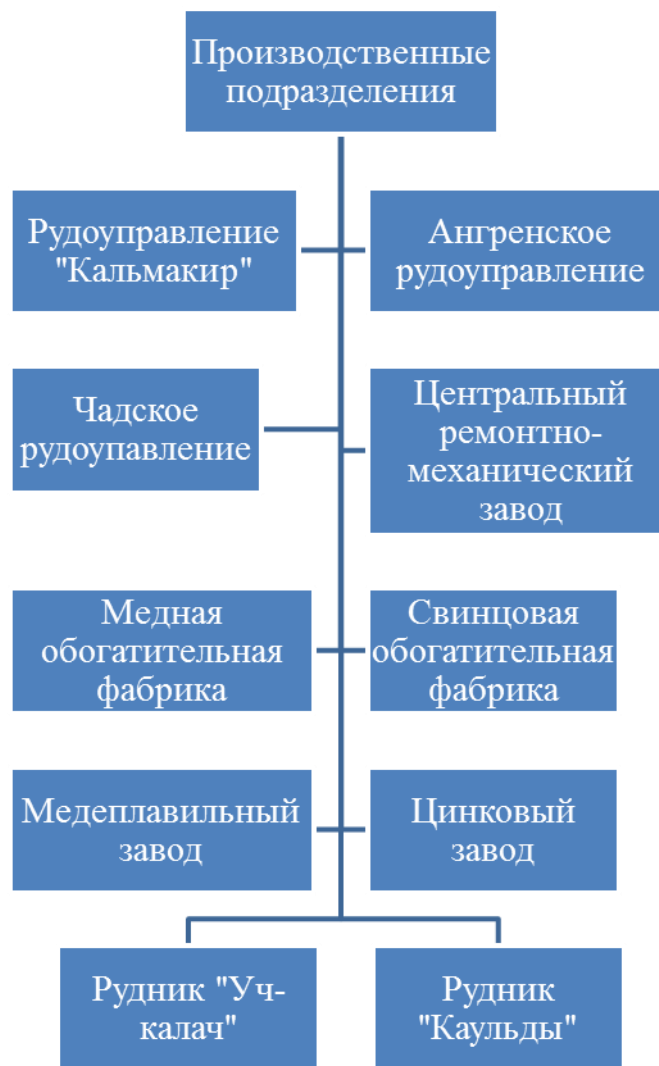 Производственные
подразделения
Рудоуправление
"Кальмакир"
Ангренское
рудоуправление
Чадское
рудоупавление
Центральный
ремонтно-
механический
завод
Медная
обогатительная
фабрика
Свинцовая
обогатительная
фабрика
Медеплавильный
завод
Цинковый
завод
Рудник "Уч-
калач"
Рудник
"Каульды"